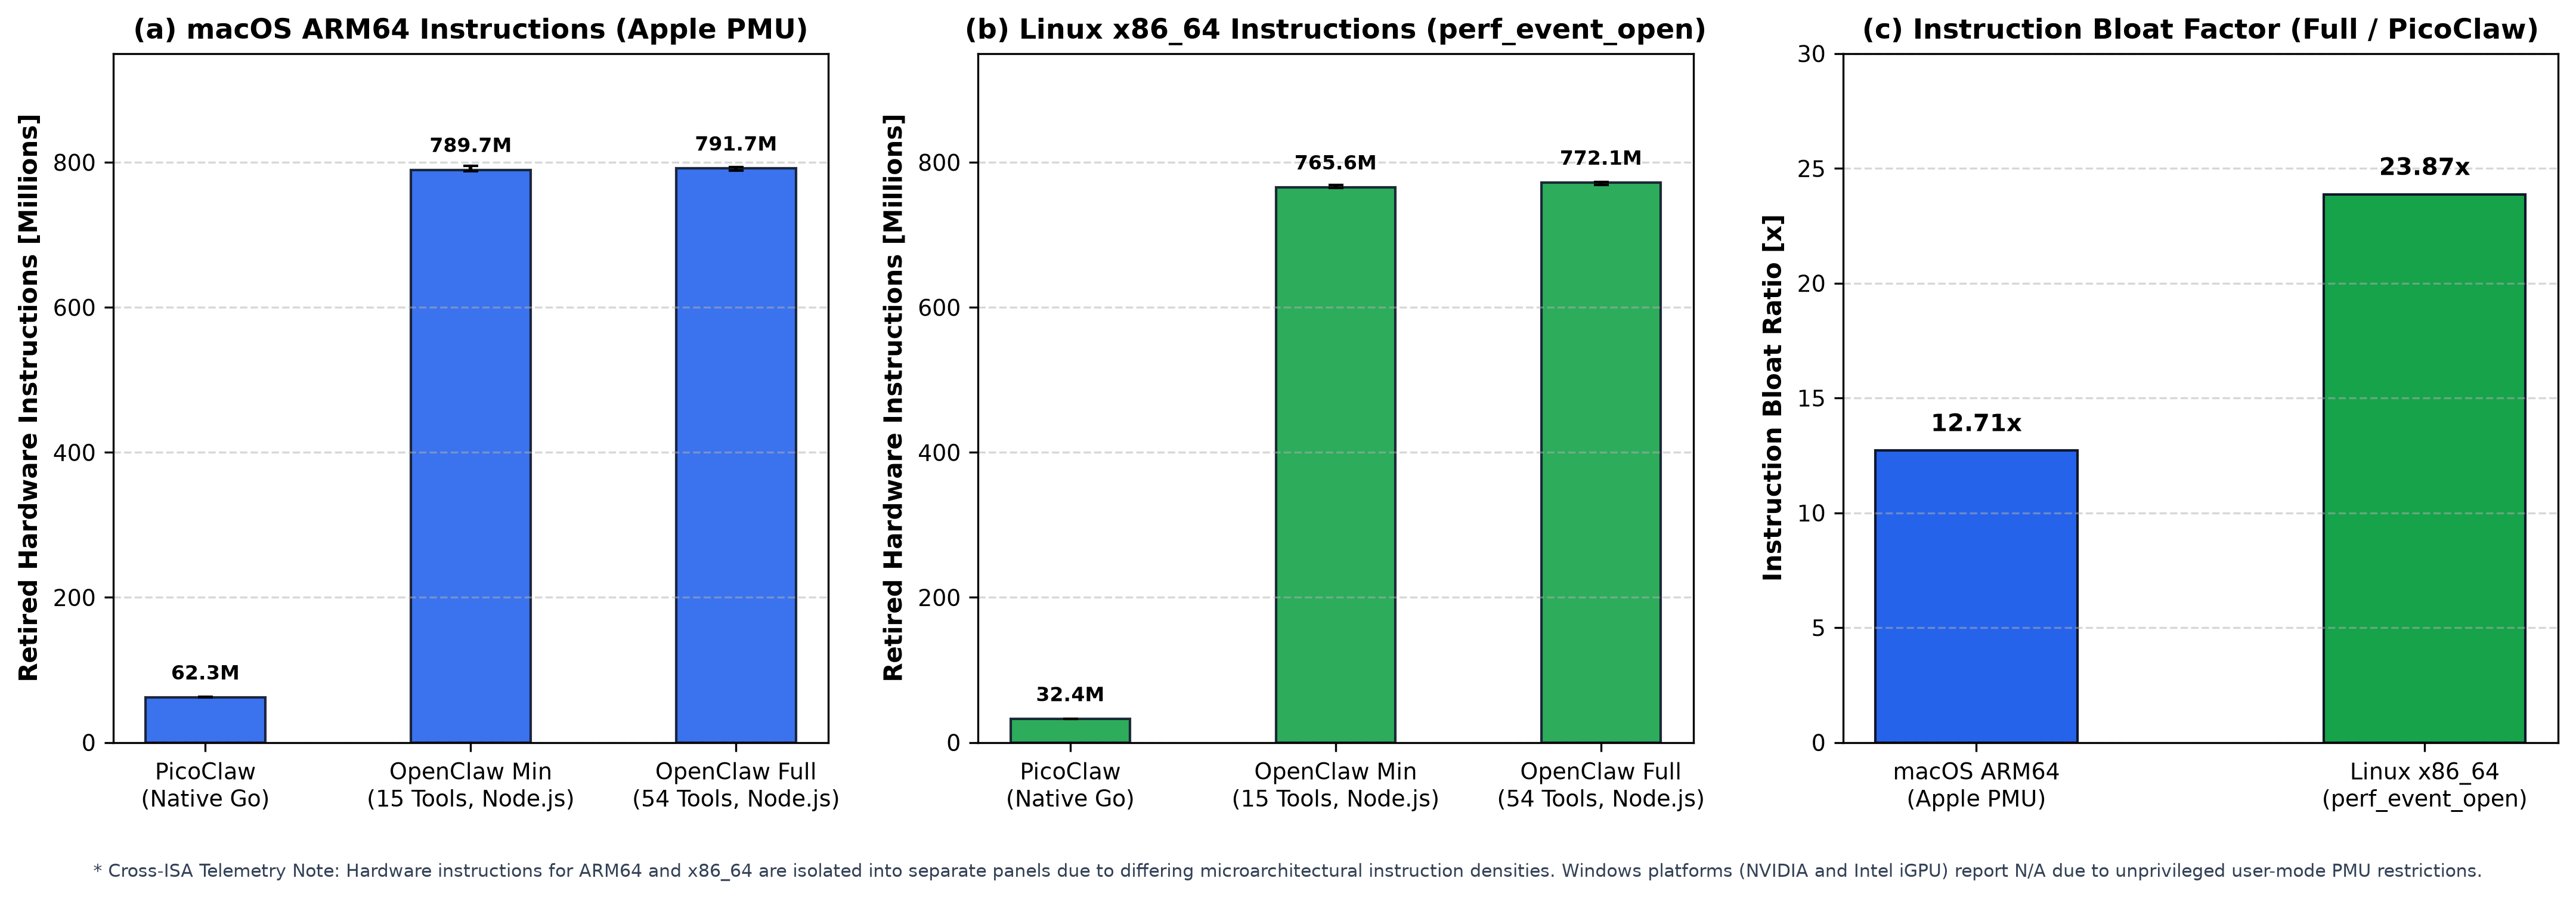 (a) macOS ARM64 Instructions (Apple PMU)
Retired Hardware Instructions [Millions]
800
600
400
200
0
62.3M
789.7M
791.7M
PicoClaw
(Native Go)
OpenClaw Min
(15 Tools, Node.js)
OpenClaw Full
(54 Tools, Node.js)
(b) Linux x86_64 Instructions (perf_event_open)
Retired Hardware Instructions [Millions]
800
600
400
200
0
32.4M
765.6M
772.1M
PicoClaw
(Native Go)
OpenClaw Min
(15 Tools, Node.js)
OpenClaw Full
(54 Tools, Node.js)
(c) Instruction Bloat Factor (Full / PicoClaw)
Instruction Bloat Ratio [x]
30
25
20
15
10
5
0
12.71x
23.87x
macOS ARM64
(Apple PMU)
Linux x86_64
(perf_event_open)
* Cross-ISA Telemetry Note: Hardware instructions for ARM64 and x86_64 are isolated into separate panels due to differing microarchitectural instruction densities. Windows platforms (NVIDIA and Intel iGPU) report N/A due to unprivileged user-mode PMU restrictions.